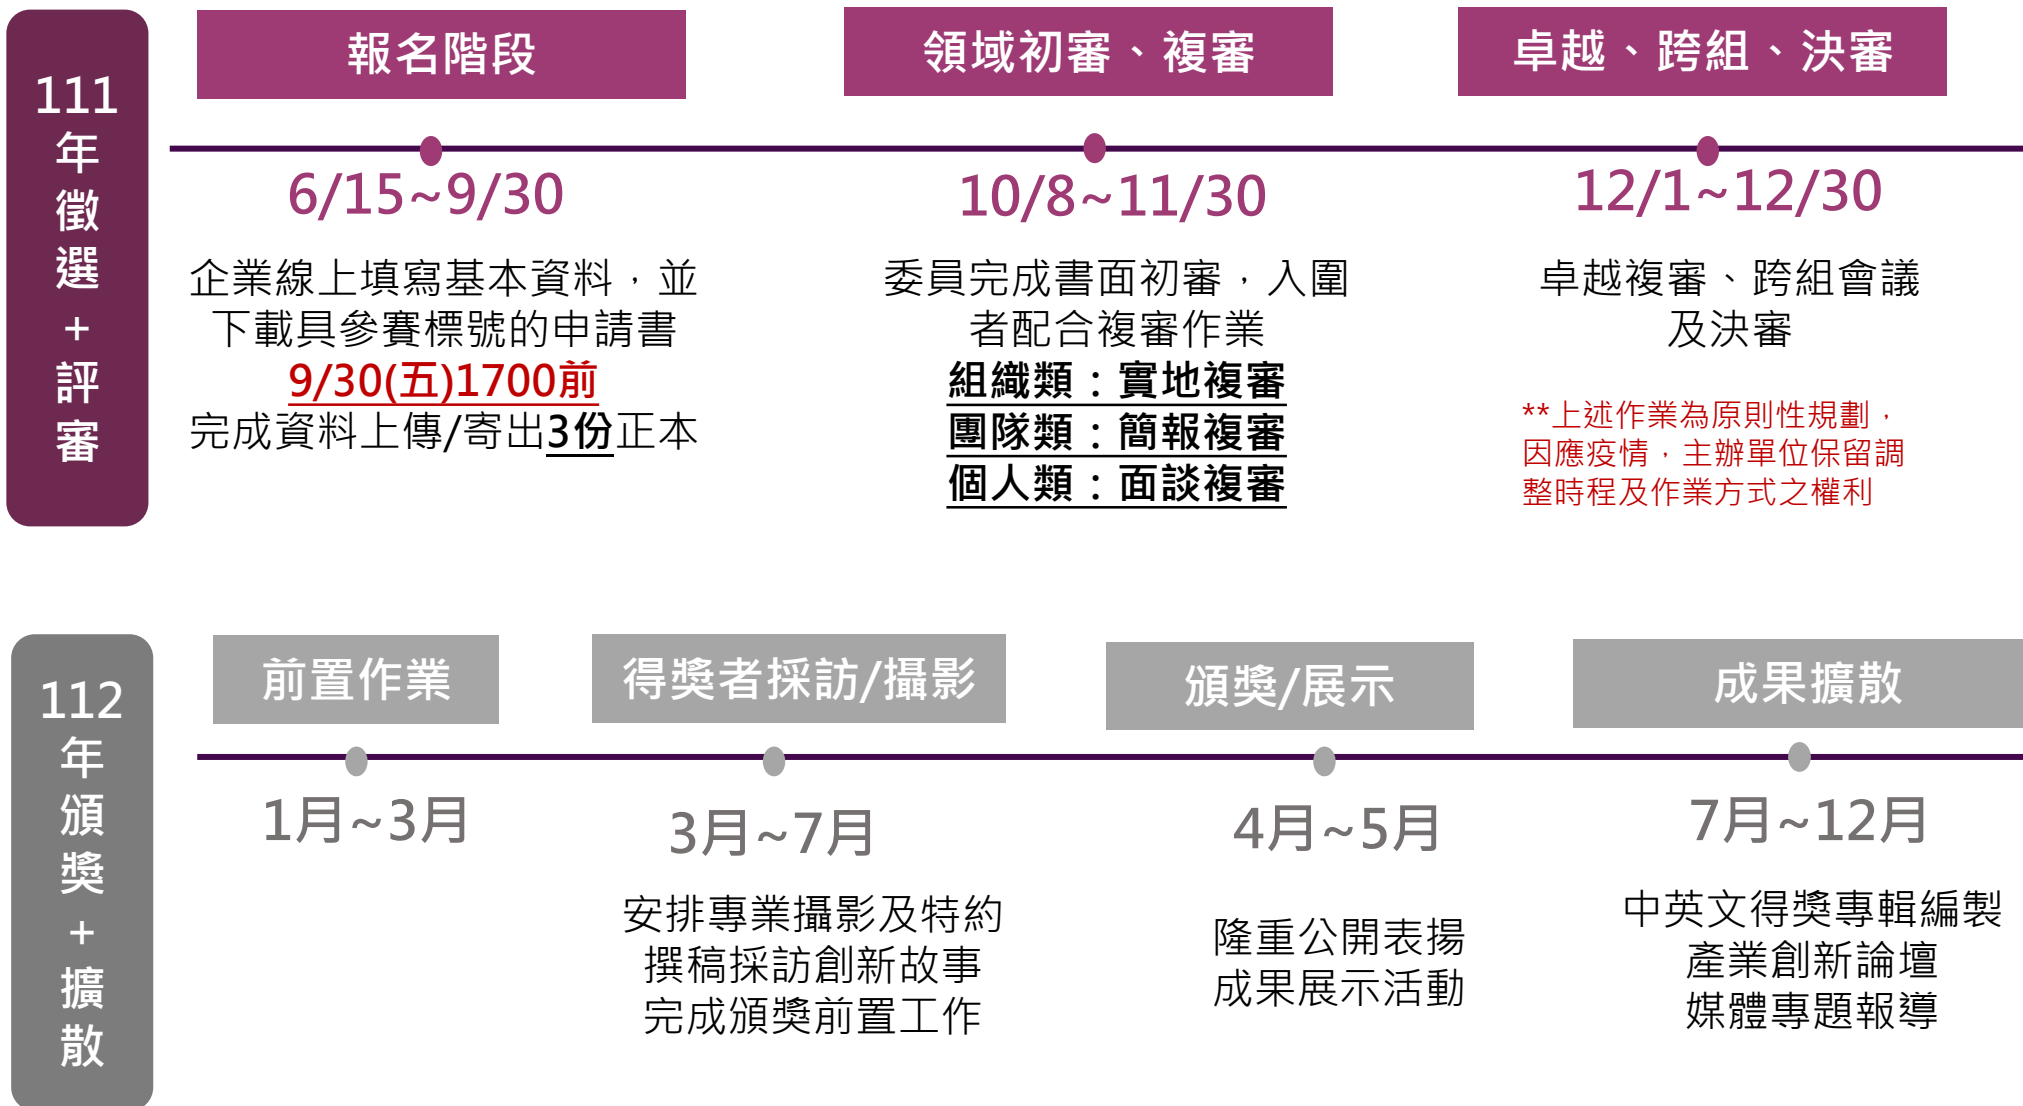 111
年
徵
選
+
評
審
報名階段
6/15~9/30
企業線上填寫基本資料，並
下載具參賽標號的申請書
9/30(五)1700前
完成資料上傳/寄出3份正本
領域初審、複審
10/8~11/30
委員完成書面初審，入圍
者配合複審作業
組織類：實地複審
團隊類：簡報複審
個人類：面談複審
卓越、跨組、決審
12/1~12/30
卓越複審、跨組會議
及決審
**上述作業為原則性規劃，
因應疫情，主辦單位保留調
整時程及作業方式之權利
112
年
頒
獎
+
擴
散
前置作業
1月~3月
得獎者採訪/攝影
3月~7月
安排專業攝影及特約
撰稿採訪創新故事
完成頒獎前置工作
頒獎/展示
4月~5月
隆重公開表揚
成果展示活動
成果擴散
7月~12月
中英文得獎專輯編製
產業創新論壇
媒體專題報導